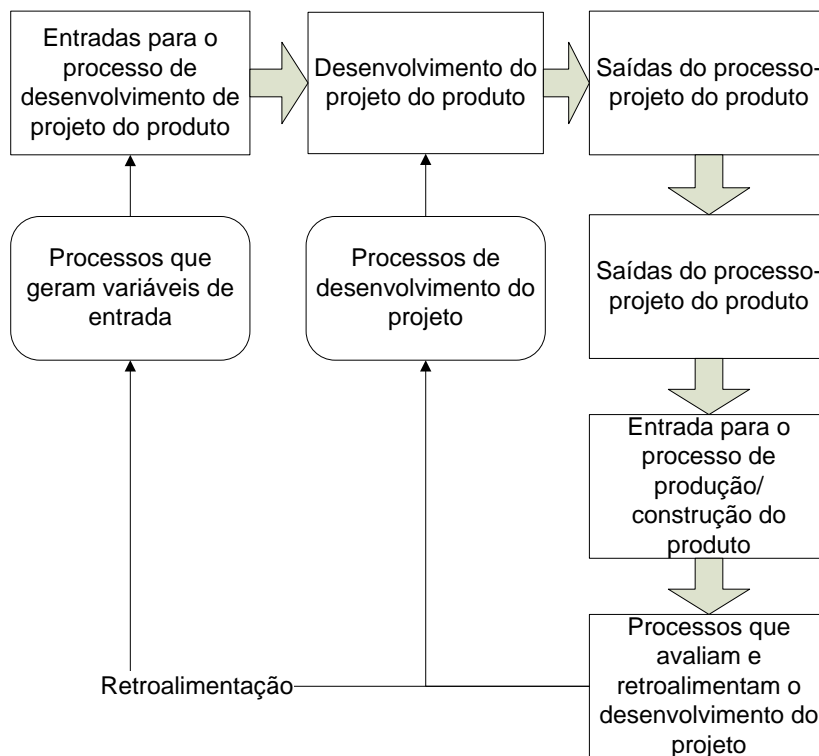 Entradas para o
processo de
desenvolvimento de
projeto do produto
Desenvolvimento do
projeto do produto
Saídas do processo-
projeto do produto
Processos que
geram variáveis de
entrada
Processos de
desenvolvimento do
projeto
Saídas do processo-
projeto do produto
Entrada para o
processo de
produção/
construção do
produto
Retroalimentação
Processos que
avaliam e
retroalimentam o
desenvolvimento do
projeto